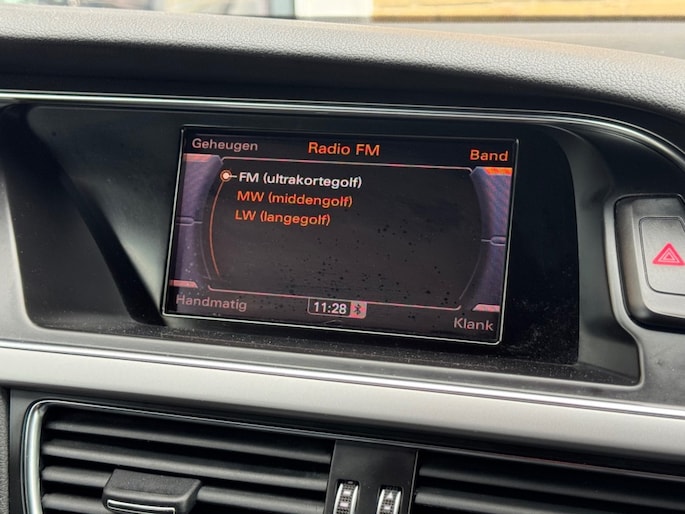 Geheugen
Radio FM
Band
FM (ultrakortegolf)
MW (middengolf)
LW (langegolf)
Handmatig
11:28
Klank